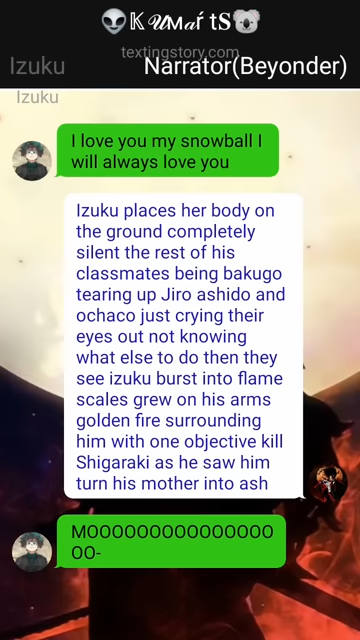 👽𝕂 𝓤мαŕ tS🐨
textingstory.com
Izuku
Narrator(Beyonder)
Izuku
I love you my snowball I
will always love you
Izuku places her body on
the ground completely
silent the rest of his
classmates being bakugo
tearing up Jiro ashido and
ochaco just crying their
eyes out not knowing
what else to do then they
see izuku burst into flame
scales grew on his arms
golden fire surrounding
him with one objective kill
Shigaraki as he saw him
turn his mother into ash
MOOOOOOOOOOOOOOO
OO-